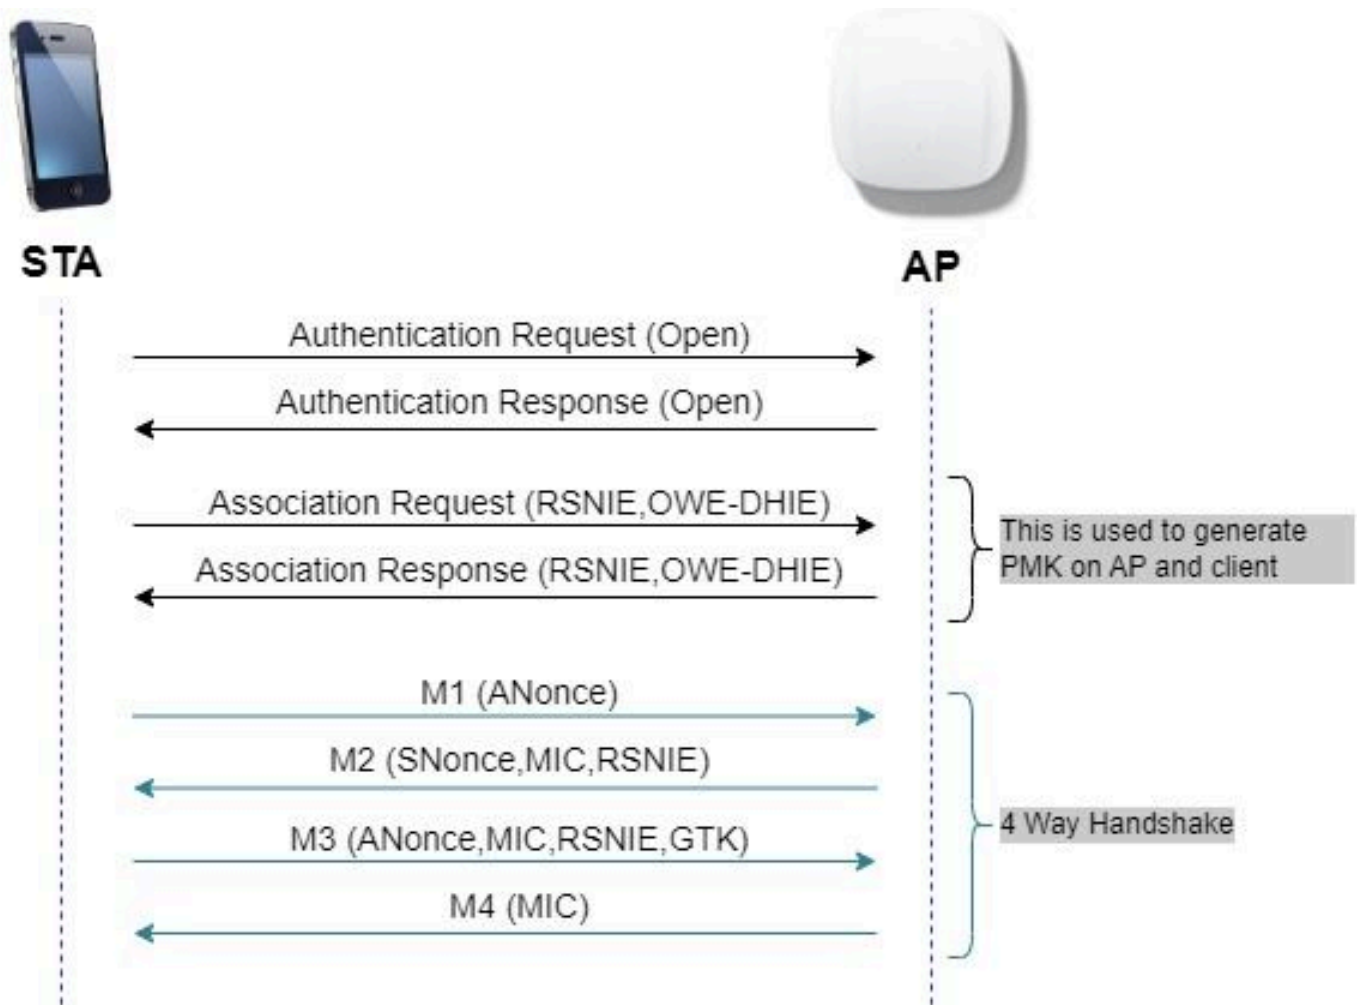 STA
AP
Authentication Request (Open)
Authentication Response (Open)
Association Request (RSNIE,OWE-DHIE)
Association Response (RSNIE,OWE-DHIE)
This is used to generate
PMK on AP and client
M1 (ANonce)
M2 (SNonce,MIC,RSNIE)
M3 (ANonce,MIC,RSNIE,GTK)
M4 (MIC)
4 Way Handshake